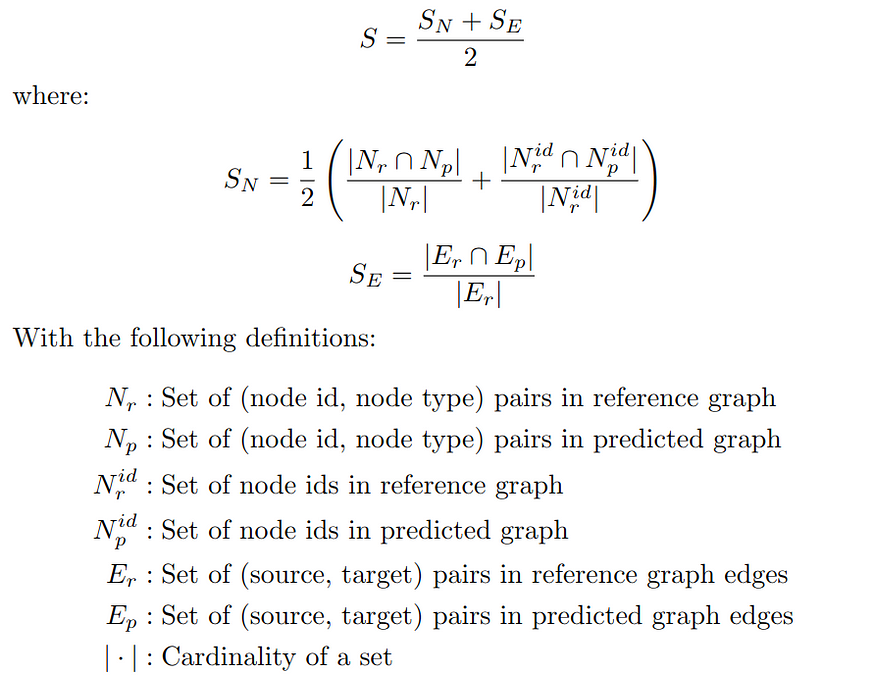 S = \frac{S_N + S_E}{2}
where:
S_N = \frac{1}{2} \left( \frac{|N_r \cap N_p|}{|N_r|} + \frac{|N_r^{id} \cap N_p^{id}|}{|N_r^{id}|} \right)
S_E = \frac{|E_r \cap E_p|}{|E_r|}
With the following definitions:
N_r : Set of (node id, node type) pairs in reference graph
N_p : Set of (node id, node type) pairs in predicted graph
N_r^{id} : Set of node ids in reference graph
N_p^{id} : Set of node ids in predicted graph
E_r : Set of (source, target) pairs in reference graph edges
E_p : Set of (source, target) pairs in predicted graph edges
| · | : Cardinality of a set